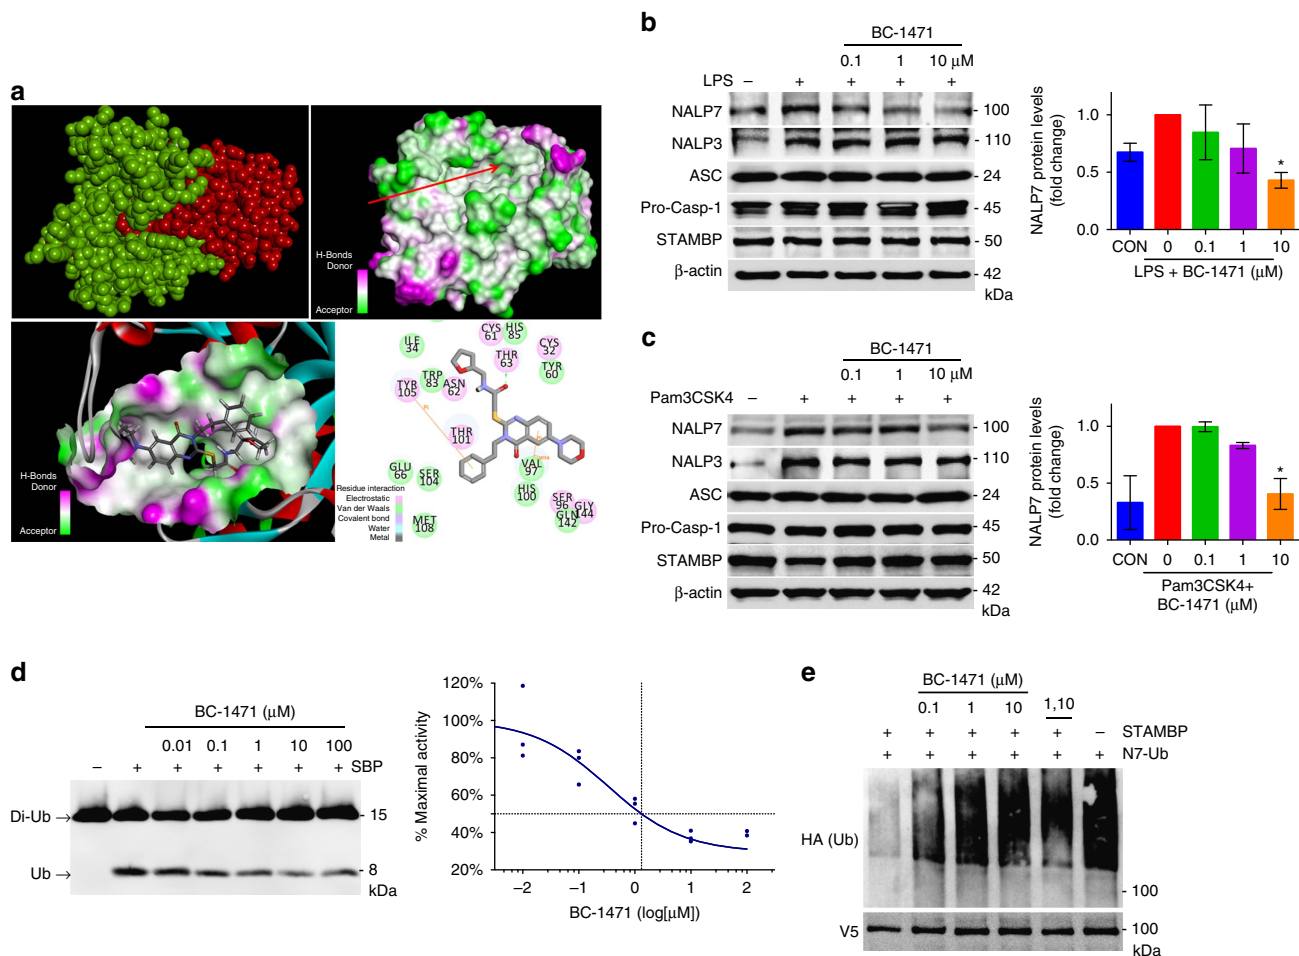 a
H-Bonds
Donor
Acceptor
H-Bonds
Donor
Acceptor
ILE
34
CYS
61
HIS
85
THR
63
CYS
32
TYR
60
TRP
83
ASN
62
TYR
105
THR
101
GLU
66
SER
104
MET
108
VAL
97
HIS
100
SER
96
GLY
144
GLN
142
Residue interaction
Electrostatic
Van der Waals
Covalent bond
Water
Metal
b
BC-1471
0.1 1 10 μM
LPS – + + + +
NALP7 100
NALP3 110
ASC 24
Pro-Casp-1 45
STAMBP 50
β-actin 42
kDa
NALP7 protein levels
(fold change)
1.0
0.5
0.0
*
CON 0 0.1 1 10
LPS + BC-1471 (μM)
c
BC-1471
0.1 1 10 μM
Pam3CSK4 – + + + +
NALP7 100
NALP3 110
ASC 24
Pro-Casp-1 45
STAMBP 50
β-actin 42
kDa
NALP7 protein levels
(fold change)
1.0
0.5
0.0
*
CON 0 0.1 1 10
Pam3CSK4+
BC-1471 (μM)
d
BC-1471 (μM)
0.01 0.1 1 10 100
– + + + + + + SBP
Di-Ub → 15
Ub → 8
kDa
% Maximal activity
120%
100%
80%
60%
40%
20%
–2 –1 0 1 2
BC-1471 (log[μM])
e
BC-1471 (μM)
0.1 1 10 1,10
+ + + + + – STAMBP
+ + + + + + N7-Ub
HA (Ub)
100
V5 100
kDa